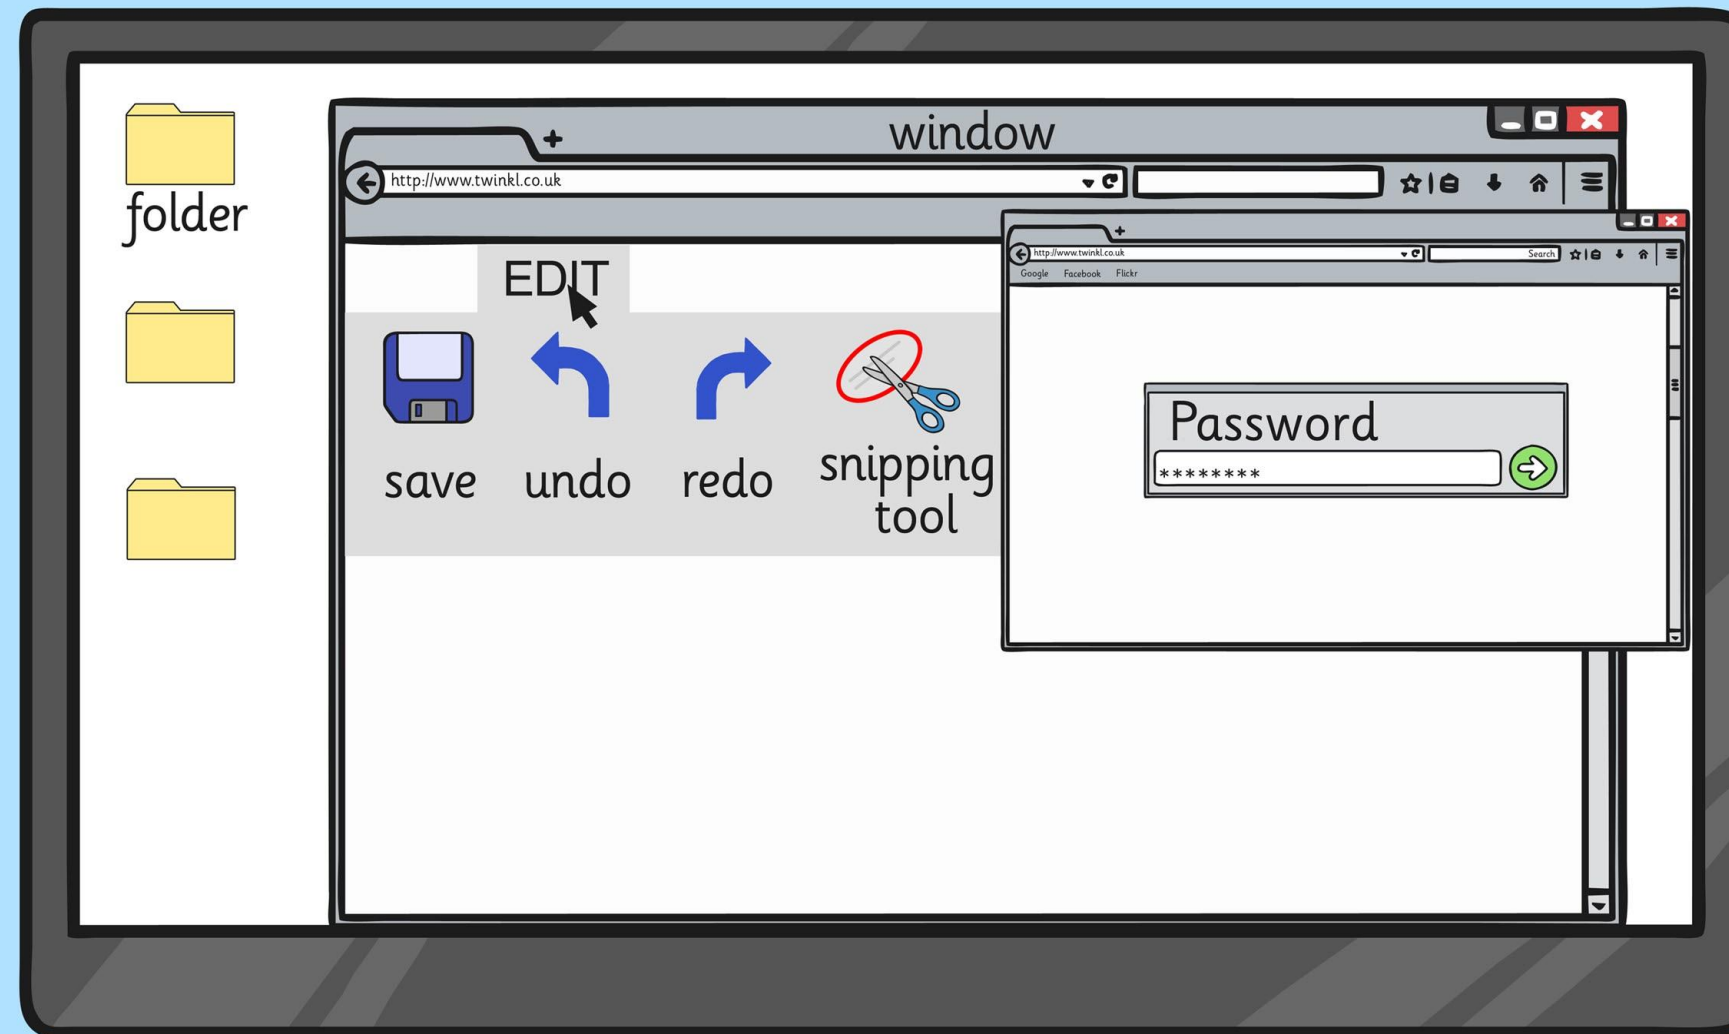 window
http://www.twinkl.co.uk
folder
EDIT
save
undo
redo
snipping
tool
http://www.twinkl.co.uk
Search
Google Facebook Flickr
Password
********